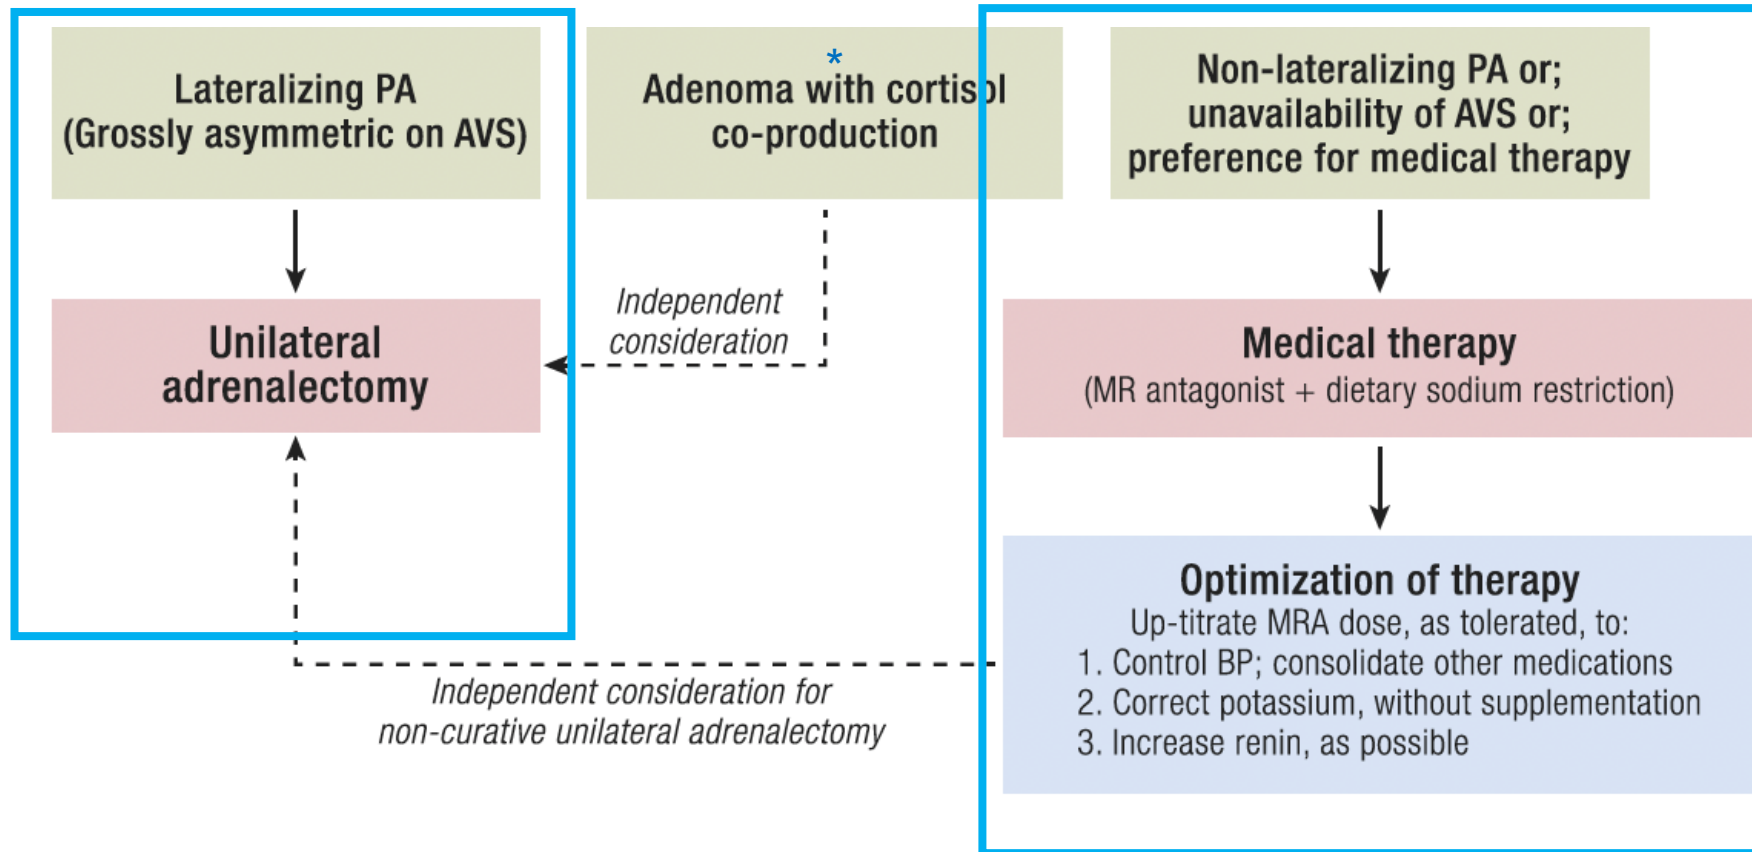 Lateralizing PA
(Grossly asymmetric on AVS)
*
Adenoma with cortisol
co-production
Non-lateralizing PA or;
unavailability of AVS or;
preference for medical therapy
Independent
consideration
Unilateral
adrenalectomy
Medical therapy
(MR antagonist + dietary sodium restriction)
Optimization of therapy
Up-titrate MRA dose, as tolerated, to:
1. Control BP; consolidate other medications
2. Correct potassium, without supplementation
3. Increase renin, as possible
Independent consideration for
non-curative unilateral adrenalectomy